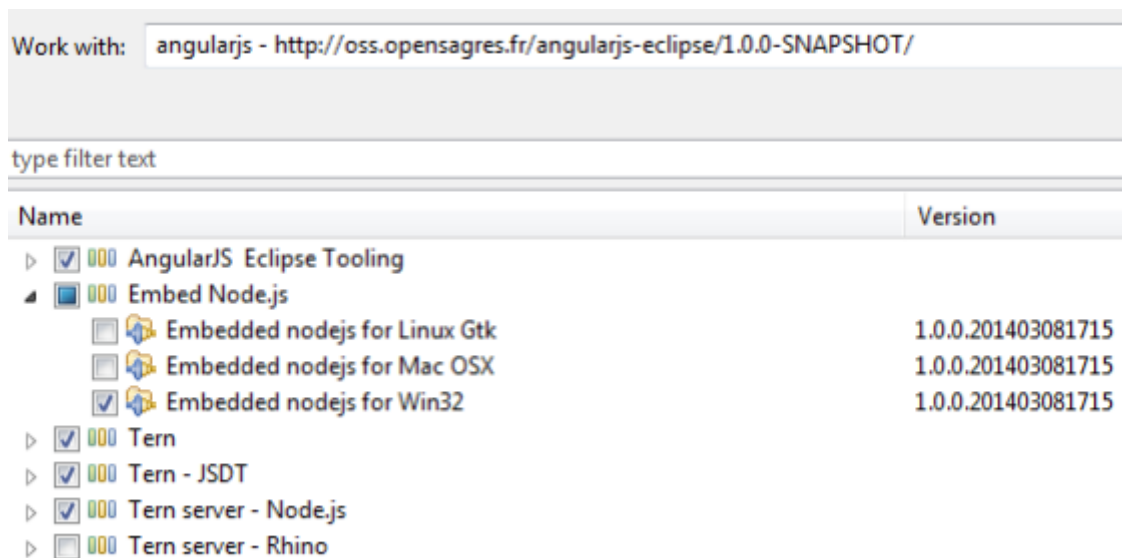 Work with: angularjs - http://oss.opensagres.fr/angularjs-eclipse/1.0.0-SNAPSHOT/
type filter text
Name Version
AngularJS Eclipse Tooling
Embed Node.js
Embedded nodejs for Linux Gtk 1.0.0.201403081715
Embedded nodejs for Mac OSX 1.0.0.201403081715
Embedded nodejs for Win32 1.0.0.201403081715
Tern
Tern - JSDT
Tern server - Node.js
Tern server - Rhino